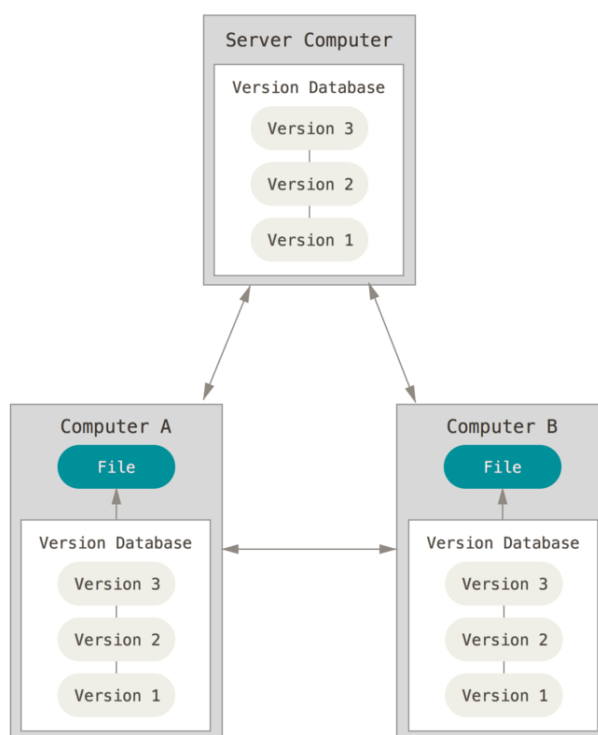 Server Computer
Version Database
Version 3
Version 2
Version 1
Computer A
File
Version Database
Version 3
Version 2
Version 1
Computer B
File
Version Database
Version 3
Version 2
Version 1